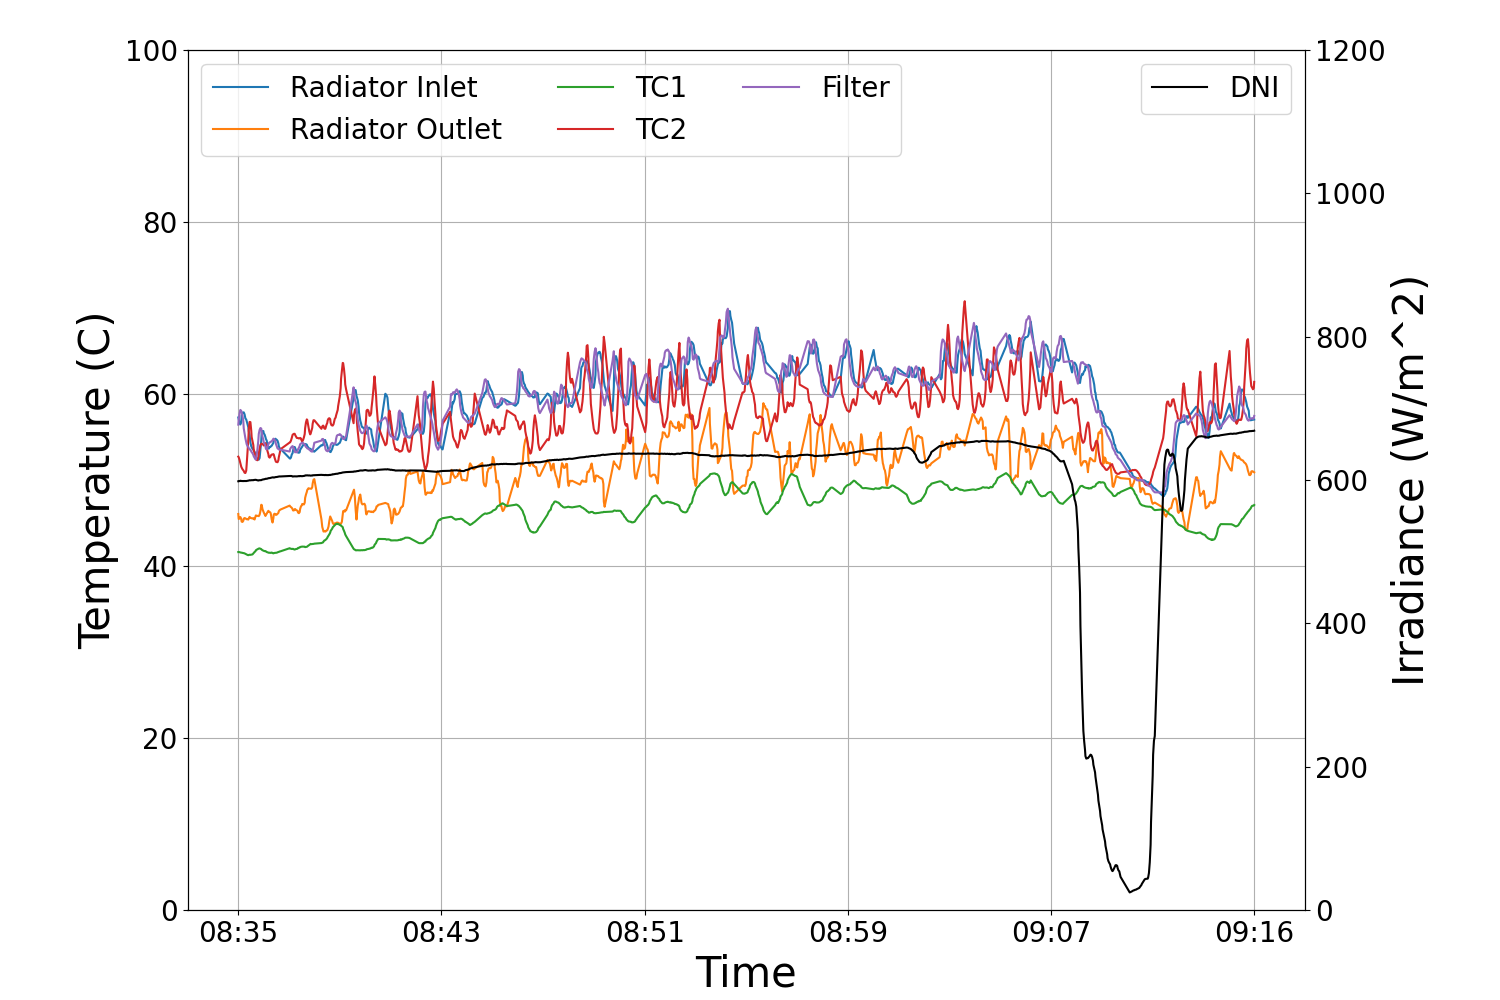 100
80
60
40
20
0
Temperature (C)
Radiator Inlet
Radiator Outlet
TC1
TC2
Filter
DNI
1200
1000
800
600
400
200
0
Irradiance (W/m^2)
08:35 08:43 08:51 08:59 09:07 09:16
Time